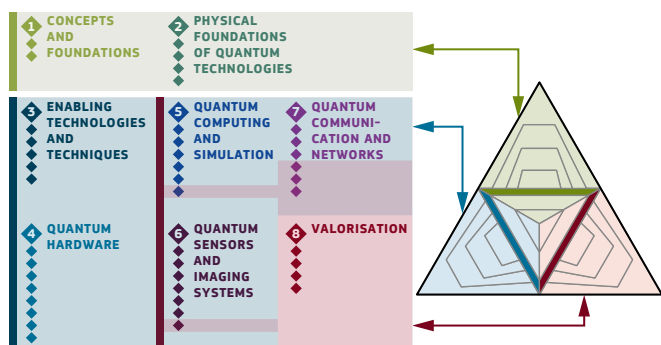 1 CONCEPTS
AND
FOUNDATIONS
2 PHYSICAL
FOUNDATIONS
OF QUANTUM
TECHNOLOGIES
3 ENABLING
TECHNOLOGIES
AND
TECHNIQUES
5 QUANTUM
COMPUTING
AND
SIMULATION
7 QUANTUM
COMMUNI-
CATION AND
NETWORKS
4 QUANTUM
HARDWARE
6 QUANTUM
SENSORS
AND
IMAGING
SYSTEMS
8 VALORISATION